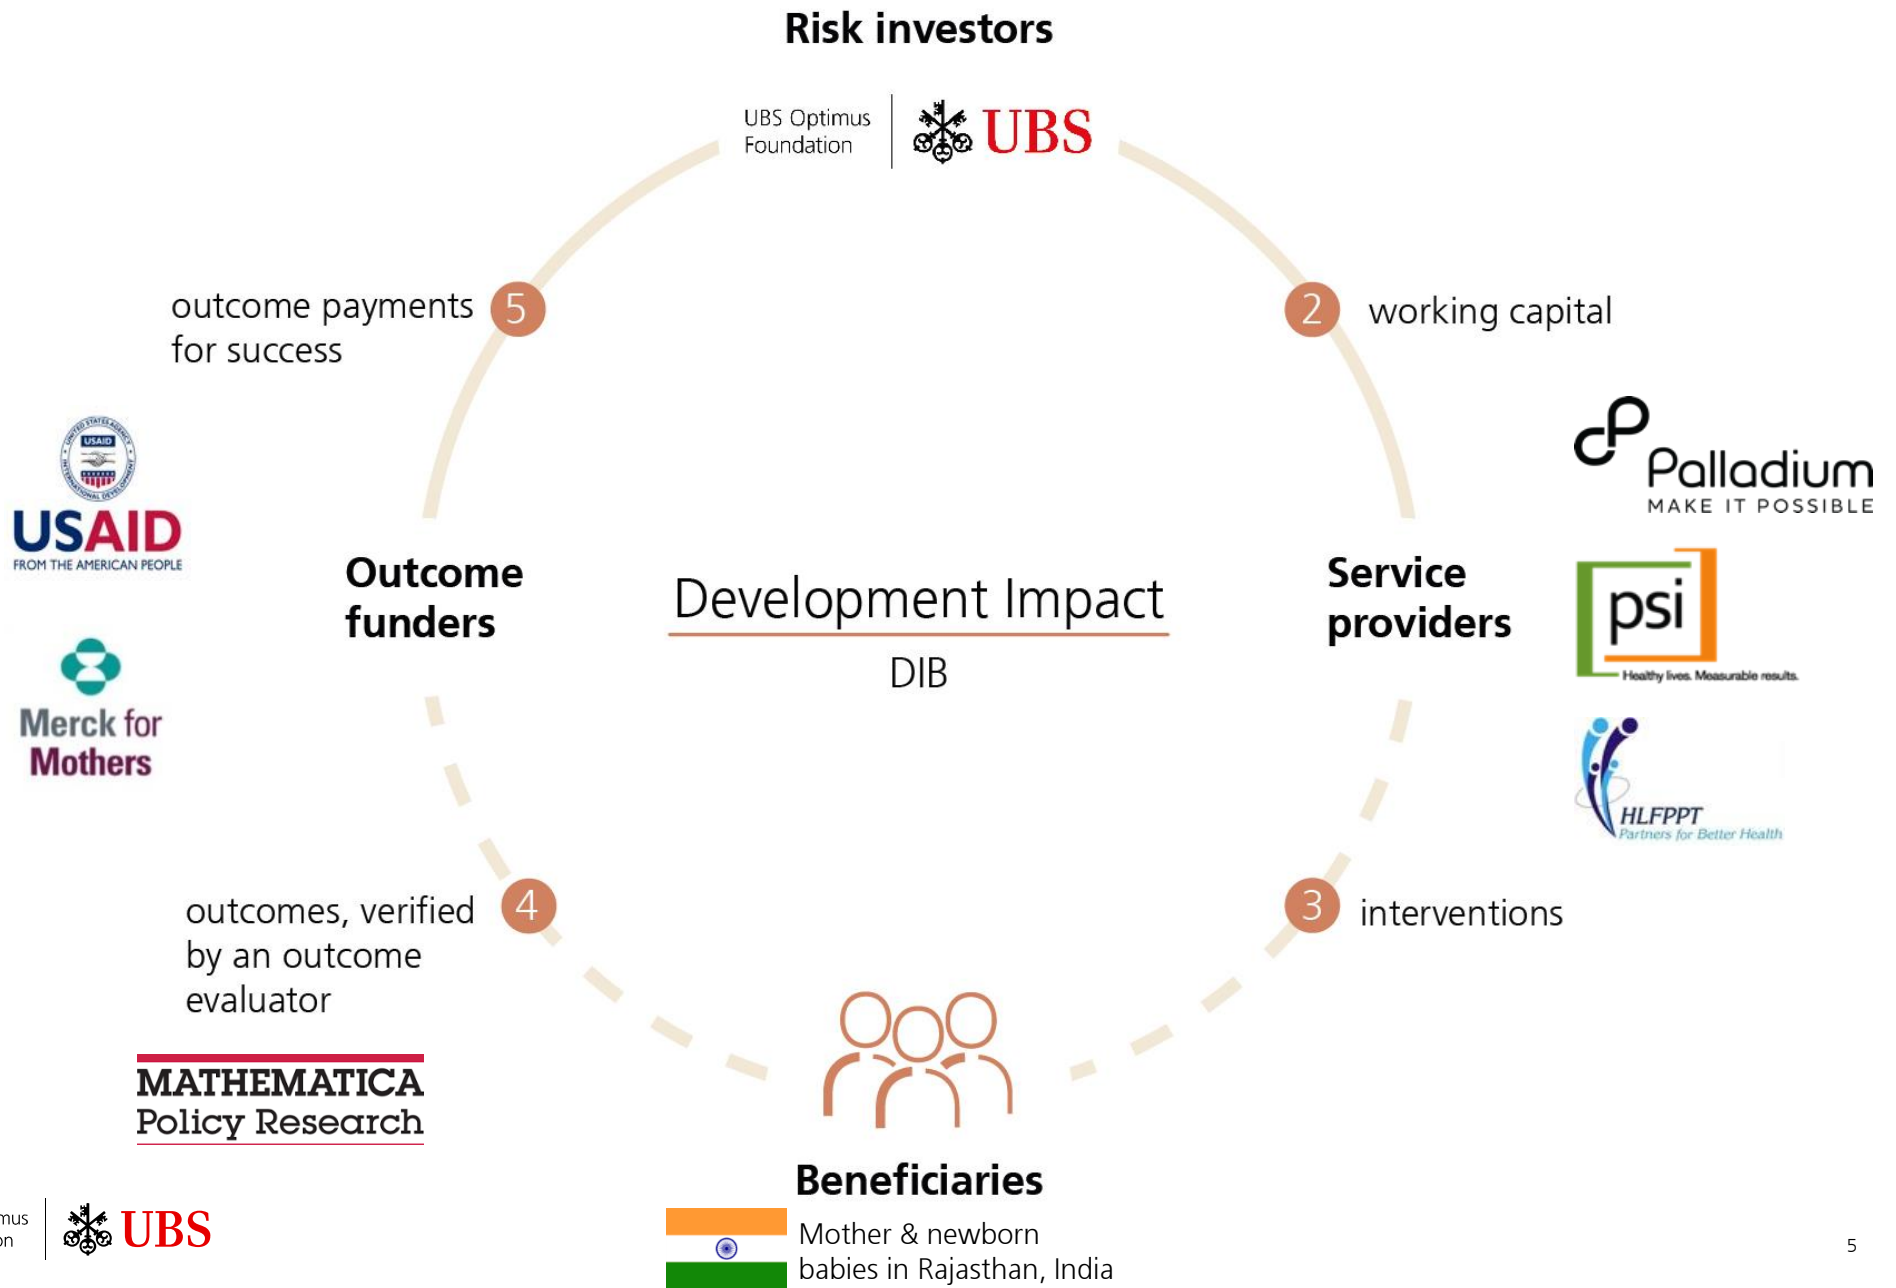 Risk investors
UBS Optimus
Foundation
UBS
outcome payments
for success
5
2
working capital
USAID
USAID
FROM THE AMERICAN PEOPLE
Palladium
MAKE IT POSSIBLE
Outcome
funders
Development Impact
DIB
Service
providers
psi
Healthy lives. Measurable results.
Merck for
Mothers
HLFPPT
Partners for Better Health
outcomes, verified
by an outcome
evaluator
4
3
interventions
MATHEMATICA
Policy Research
Beneficiaries
Mother & newborn
babies in Rajasthan, India
UBS
5